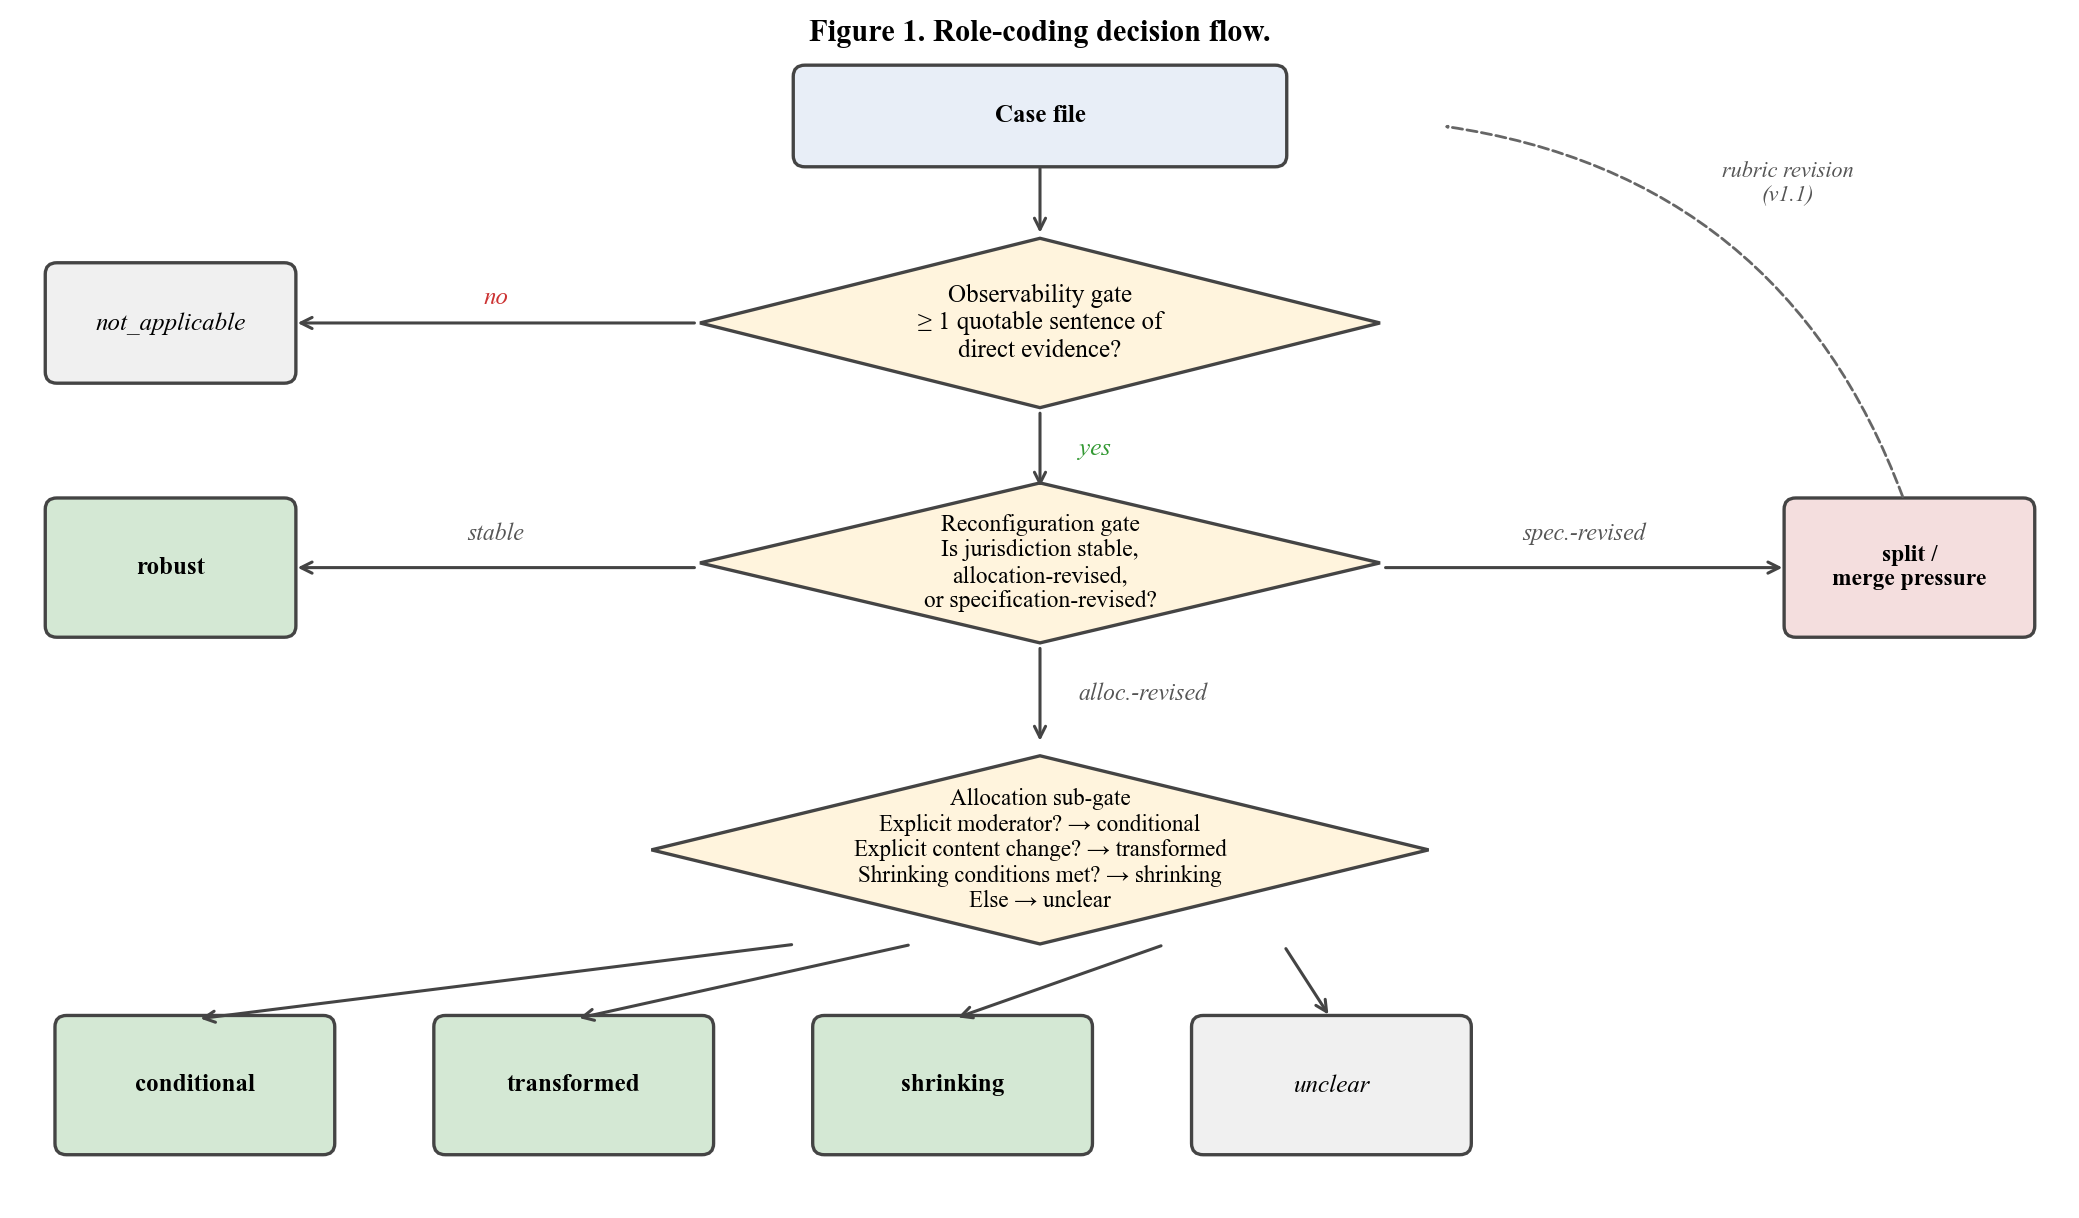 Figure 1. Role-coding decision flow.
Case file
rubric revision
(v1.1)
no
not_applicable
Observability gate
≥ 1 quotable sentence of
direct evidence?
yes
stable
robust
Reconfiguration gate
Is jurisdiction stable,
allocation-revised,
or specification-revised?
spec.-revised
split /
merge pressure
alloc.-revised
Allocation sub-gate
Explicit moderator? → conditional
Explicit content change? → transformed
Shrinking conditions met? → shrinking
Else → unclear
conditional
transformed
shrinking
unclear